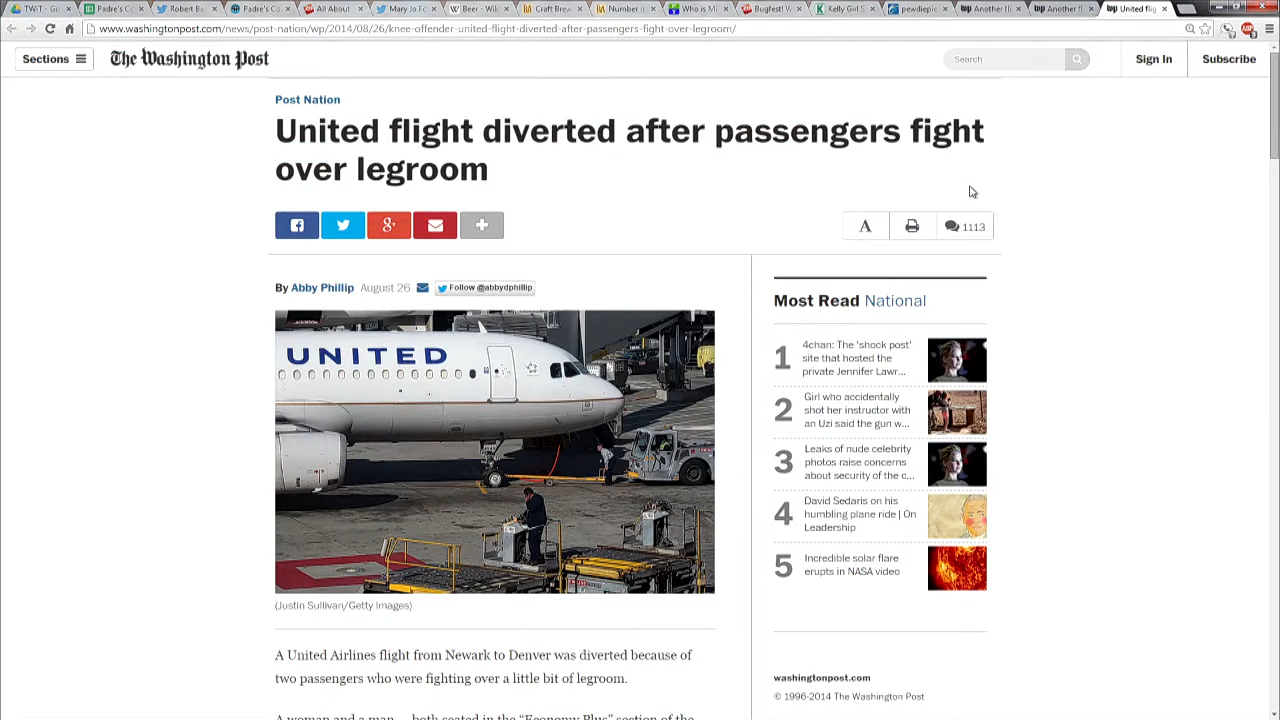 TWiT - G
Padre's C
Robert Ba
Padre's Co
All About
Mary Jo F
Beer - Wik
Craft Brew
Number o
Who is Mi
Bugfest!
Kelly Girl S
pewdiepie
Another fl
Another fl
United flig
www.washingtonpost.com/news/post-nation/wp/2014/08/26/knee-offender-united-flight-diverted-after-passengers-fight-over-legroom/
Sections
The Washington Post
Search
Sign In
Subscribe
Post Nation
United flight diverted after passengers fight
over legroom
A
1113
By Abby Phillip August 26
Follow @abbydphillip
UNITED
(Justin Sullivan/Getty Images)
A United Airlines flight from Newark to Denver was diverted because of
two passengers who were fighting over a little bit of legroom.
A woman and a man — both seated in the “Economy Plus” section of the
Most Read National
1
4chan: The 'shock post'
site that hosted the
private Jennifer Lawr...
2
Girl who accidentally
shot her instructor with
an Uzi said the gun w...
3
Leaks of nude celebrity
photos raise concerns
about security of the c...
4
David Sedaris on his
humbling plane ride | On
Leadership
5
Incredible solar flare
erupts in NASA video
washingtonpost.com
© 1996-2014 The Washington Post